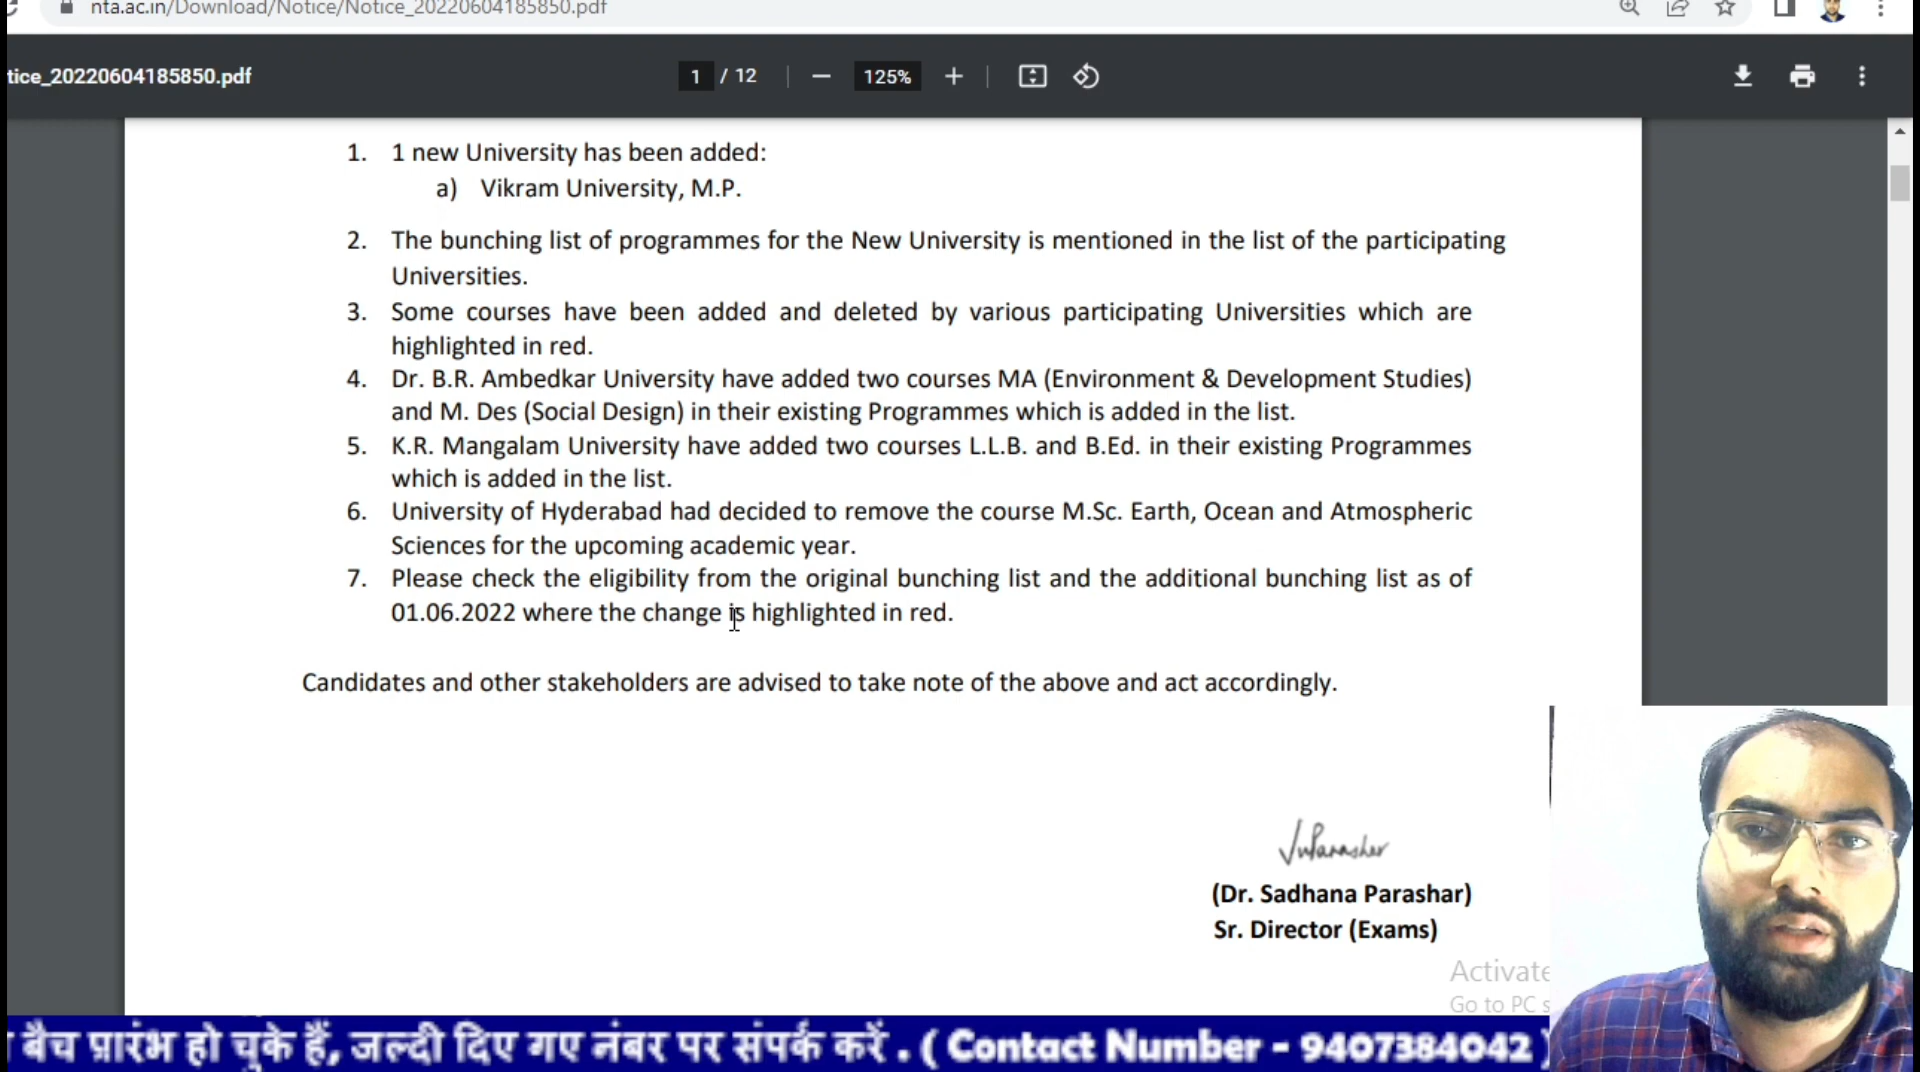 nta.ac.in/Download/Notice/Notice_20220604185850.pdf
tice_20220604185850.pdf
1 / 12
125%
1. 1 new University has been added:
a) Vikram University, M.P.
2. The bunching list of programmes for the New University is mentioned in the list of the participating
Universities.
3. Some courses have been added and deleted by various participating Universities which are
highlighted in red.
4. Dr. B.R. Ambedkar University have added two courses MA (Environment & Development Studies)
and M. Des (Social Design) in their existing Programmes which is added in the list.
5. K.R. Mangalam University have added two courses L.L.B. and B.Ed. in their existing Programmes
which is added in the list.
6. University of Hyderabad had decided to remove the course M.Sc. Earth, Ocean and Atmospheric
Sciences for the upcoming academic year.
7. Please check the eligibility from the original bunching list and the additional bunching list as of
01.06.2022 where the change is highlighted in red.
Candidates and other stakeholders are advised to take note of the above and act accordingly.
(Dr. Sadhana Parashar)
Sr. Director (Exams)
Activate
Go to PC s
बैच प्रारंभ हो चुके हैं, जल्दी दिए गए नंबर पर संपर्क करें . ( Contact Number - 9407384042 )